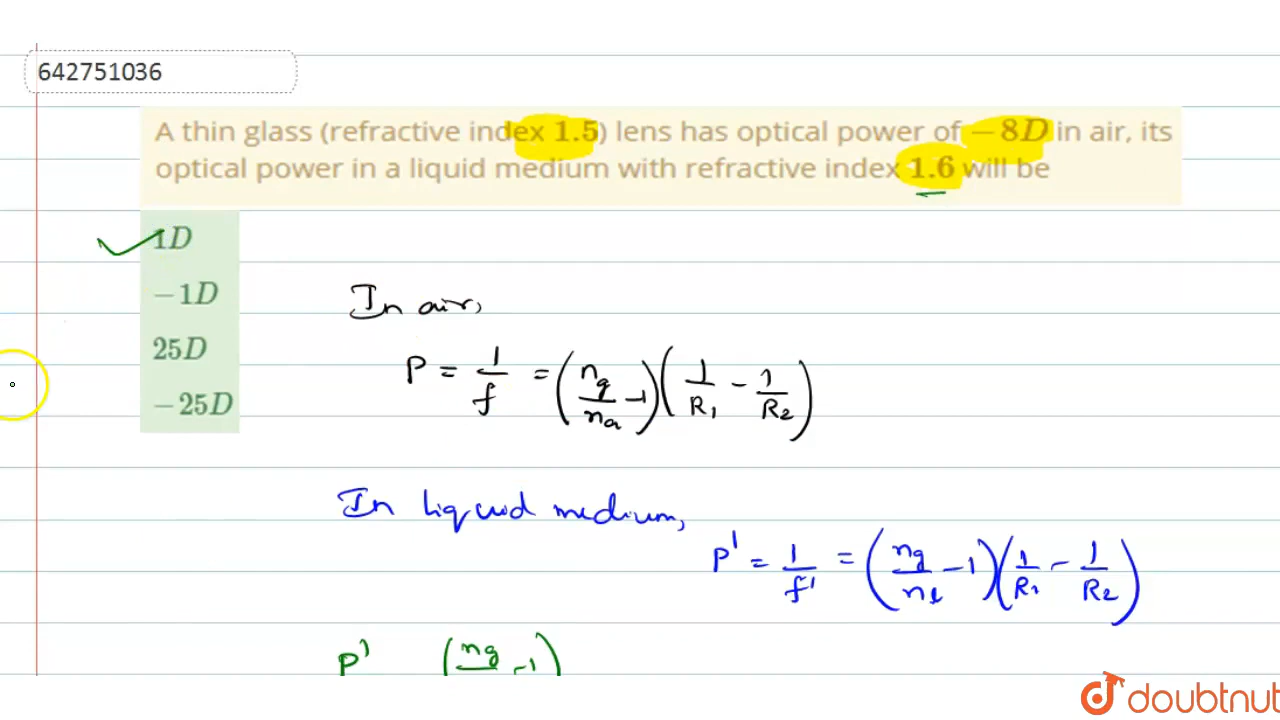 642751036
A thin glass (refractive index 1.5) lens has optical power of −8D in air, its
optical power in a liquid medium with refractive index 1.6 will be
1D
−1D
25D
−25D
In air,
P = 1/f = (ng/na − 1)(1/R1 − 1/R2)
In liquid medium,
P' = 1/f' = (ng/nl − 1)(1/R1 − 1/R2)
P' (ng −1)
doubtnut